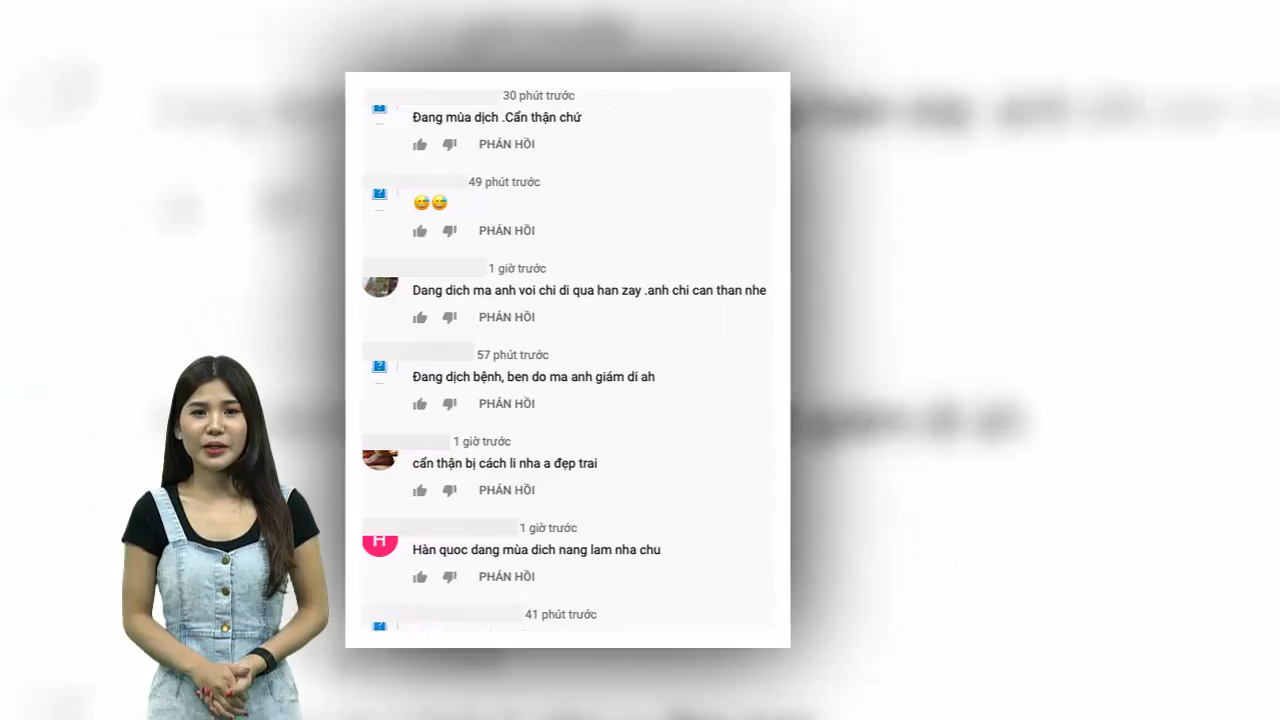 30 phút trước
Đang mùa dịch .Cẩn thận chứ
PHẢN HỒI
49 phút trước
😅😅
PHẢN HỒI
1 giờ trước
Dang dich ma anh voi chi di qua han zay .anh chi can than nhe
PHẢN HỒI
57 phút trước
Đang dịch bệnh, ben do ma anh giám di ah
PHẢN HỒI
1 giờ trước
cẩn thận bị cách li nha a đẹp trai
PHẢN HỒI
H
1 giờ trước
Hàn quoc dang mùa dich nang lam nha chu
PHẢN HỒI
41 phút trước